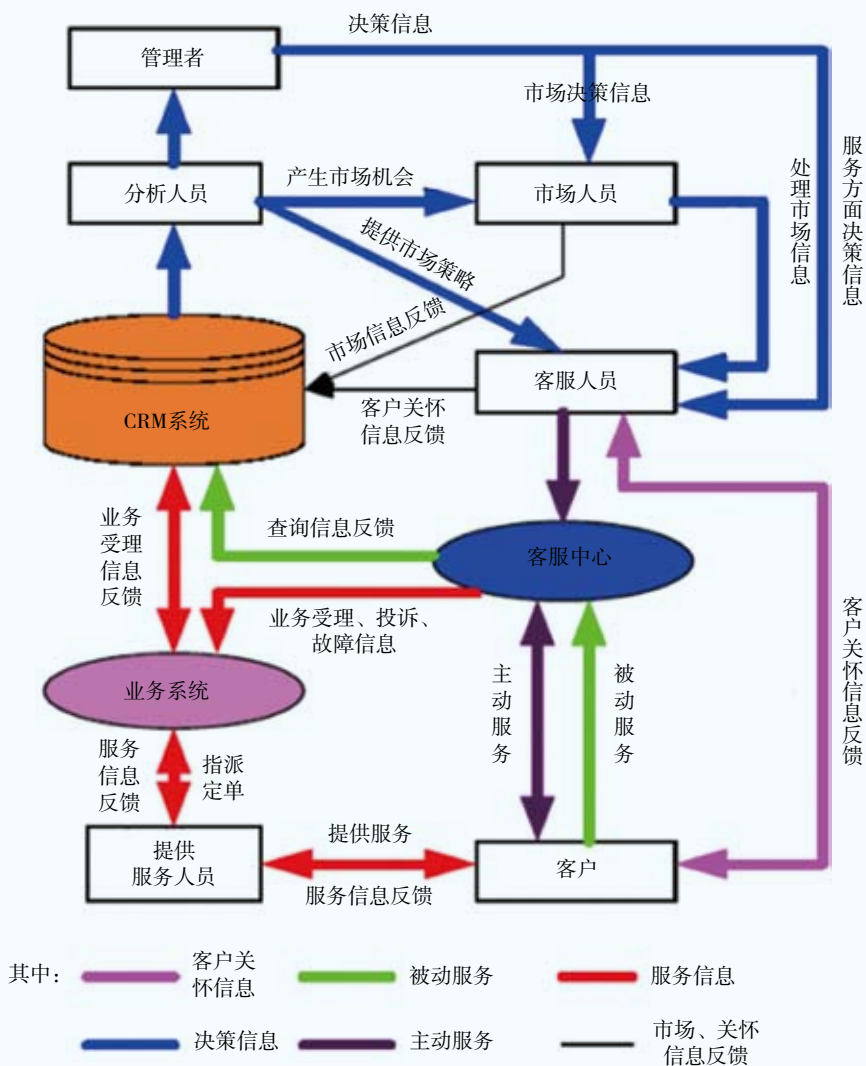 决策信息
管理者
市场决策信息
服务方面决策信息
处理市场信息
产生市场机会
分析人员
市场人员
提供市场策略
市场信息反馈
客服人员
CRM系统
客户关怀
信息反馈
业务
受理
信息
反馈
查询信息反馈
客服中心
业务受理、投诉、
故障信息
客户关怀信息反馈
业务系统
主动服务
被动服务
服务
信息
反馈
指派
定单
提供
服务人员
提供服务
服务信息反馈
客户
其中:
客户关
怀信息
被动服务
服务信息
决策信息
主动服务
市场、关怀
信息反馈